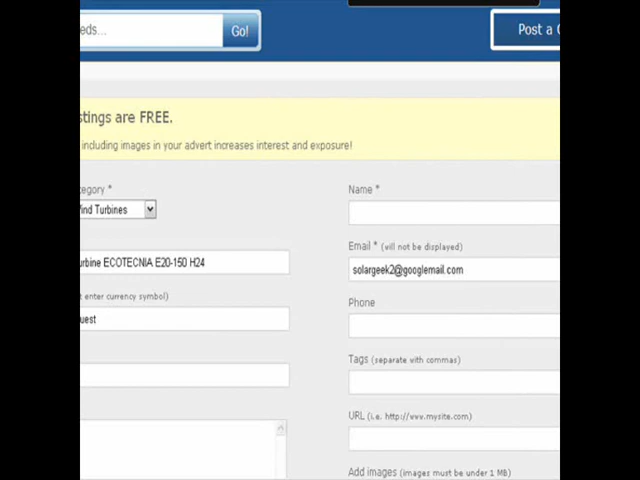 eds...
Go!
Post a
stings are FREE.
including images in your advert increases interest and exposure!
tegory *
Wind Turbines
urbine ECOTECNIA E20-150 H24
t enter currency symbol)
uest
Name *
Email * (will not be displayed)
solargeek2@googlemail.com
Phone
Tags (separate with commas)
URL (i.e. http://www.mysite.com)
Add images (images must be under 1 MB)